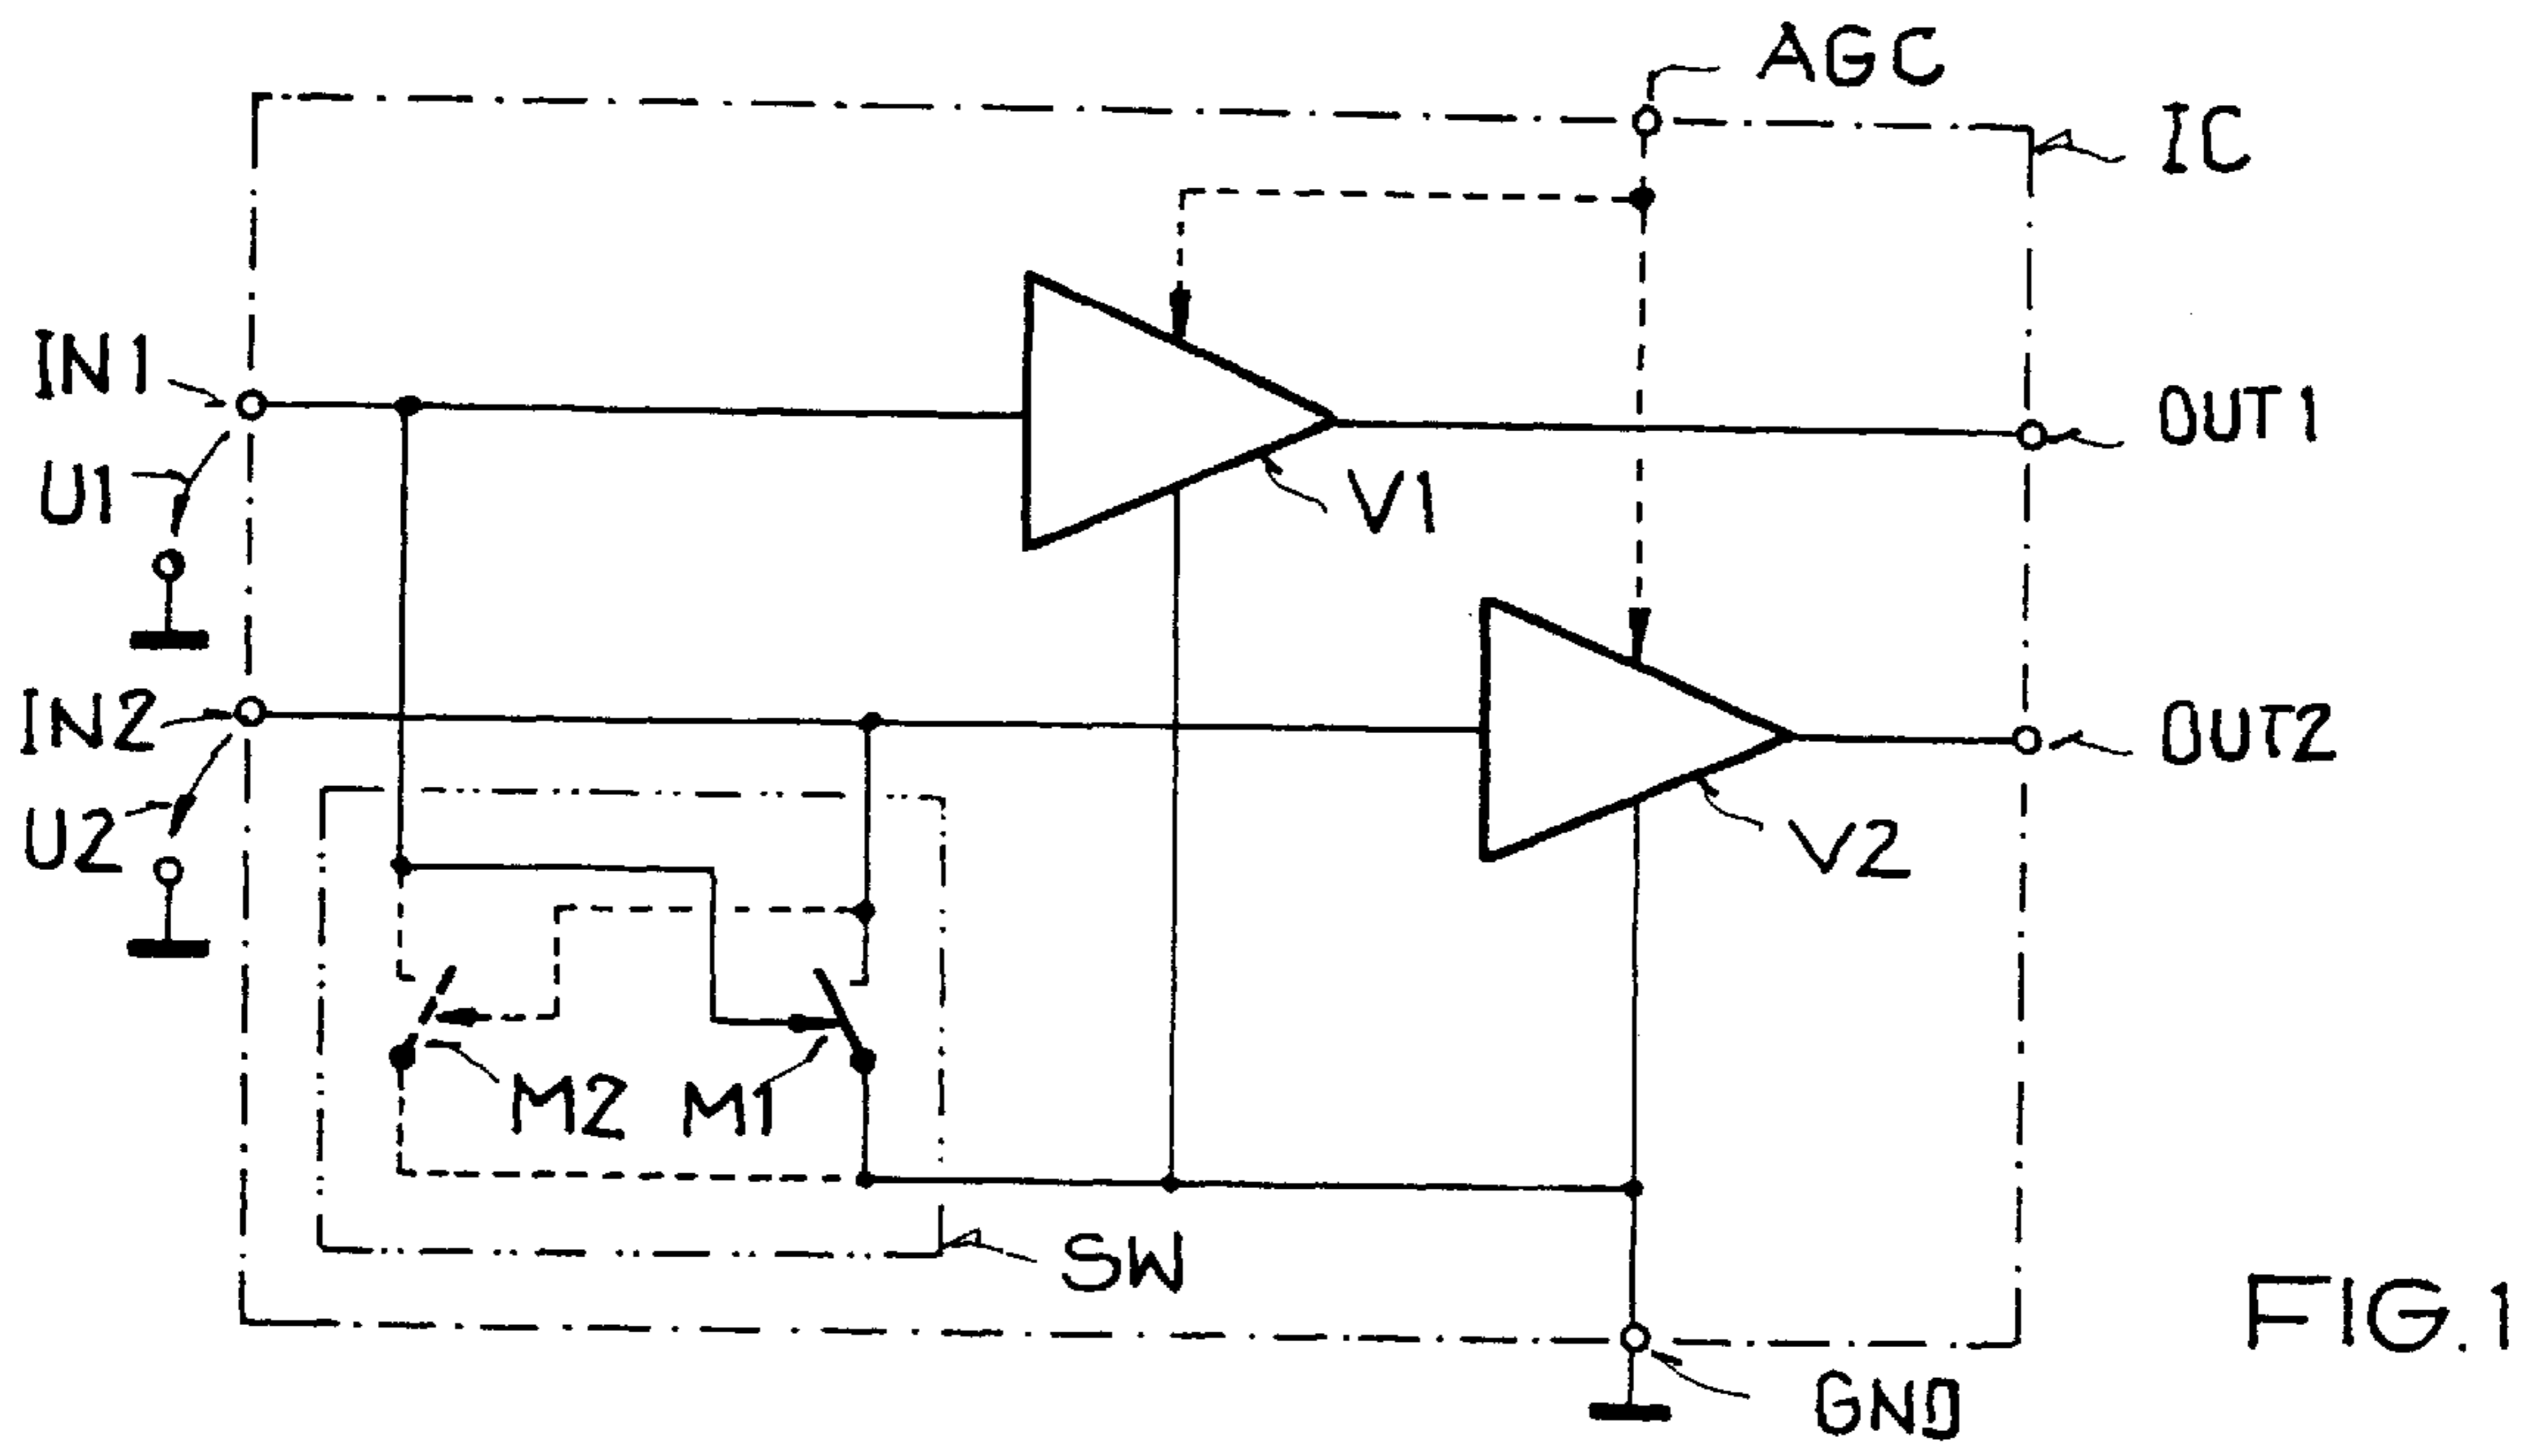 AGC
IC
IN1
OUT1
U1
V1
IN2
OUT2
U2
V2
M2
M1
SW
FIG.1
GND